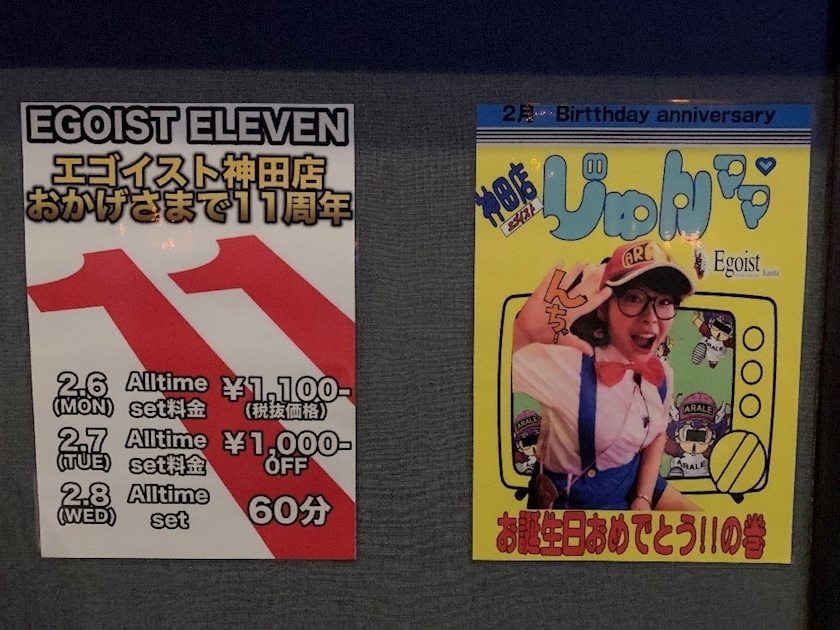 EGOIST ELEVEN
エゴイスト神田店
おかげさまで11周年
11
2.6 Alltime ¥1,100-
(MON) set料金 (税抜価格)
2.7 Alltime ¥1,000-
(TUE) set料金 OFF
2.8 Alltime 60分
(WED) set
2月 Birtthday anniversary
神田店
エゴイスト
じゅんママ
Egoist
Kanda
ARA
んちゃ
ARALE
ARALE
ARALE
お誕生日おめでとう!!の巻